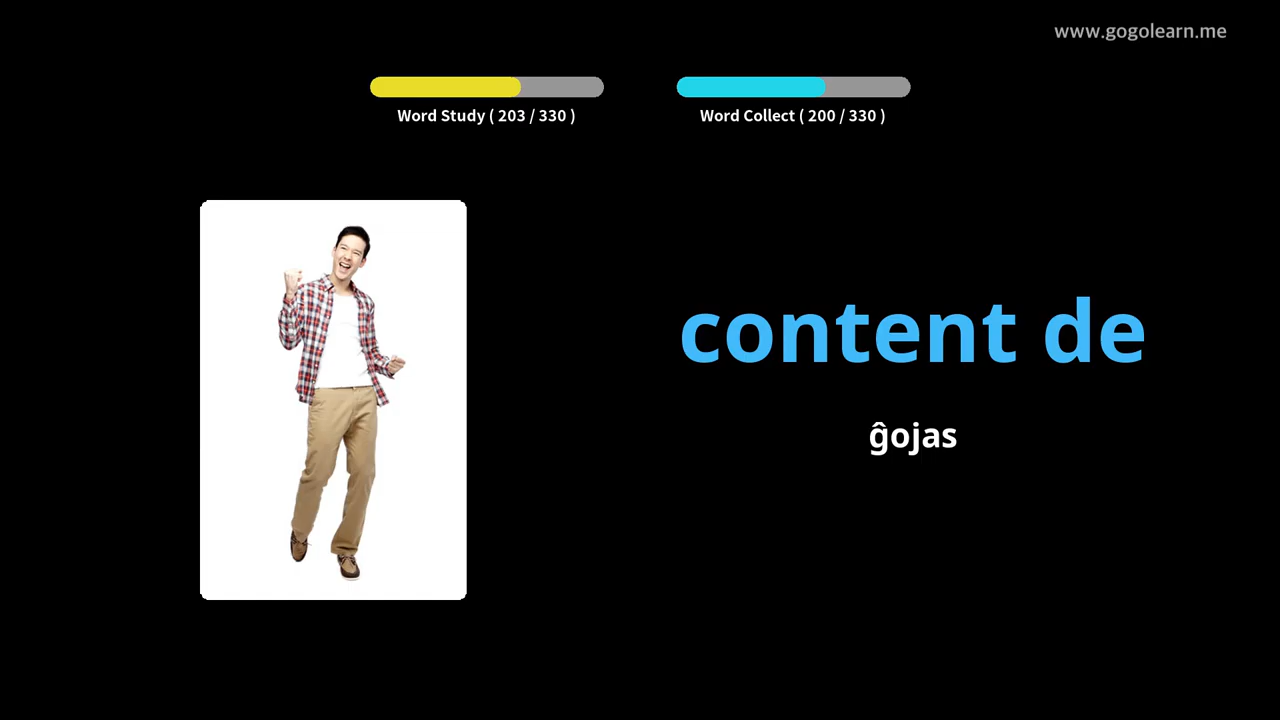 www.gogolearn.me
Word Study ( 203 / 330 )
Word Collect ( 200 / 330 )
content de
ĝojas